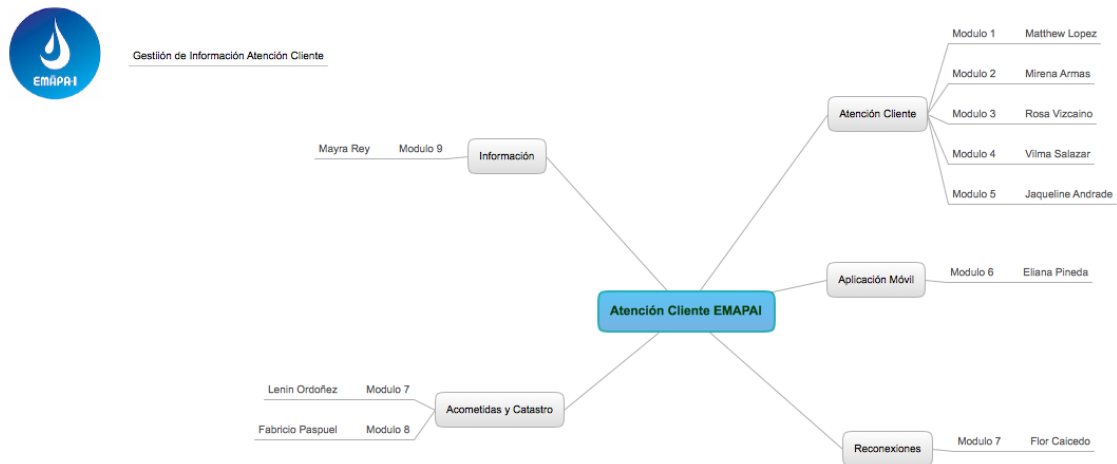 EMAPA-I
Gestiión de Información Atención Cliente
Modulo 1 Matthew Lopez
Modulo 2 Mirena Armas
Atención Cliente
Modulo 3 Rosa Vizcaino
Modulo 4 Vilma Salazar
Modulo 5 Jaqueline Andrade
Mayra Rey Modulo 9
Información
Aplicación Móvil
Modulo 6 Eliana Pineda
Atención Cliente EMAPAI
Lenin Ordoñez Modulo 7
Acometidas y Catastro
Fabricio Paspuel Modulo 8
Reconexiones
Modulo 7 Flor Caicedo